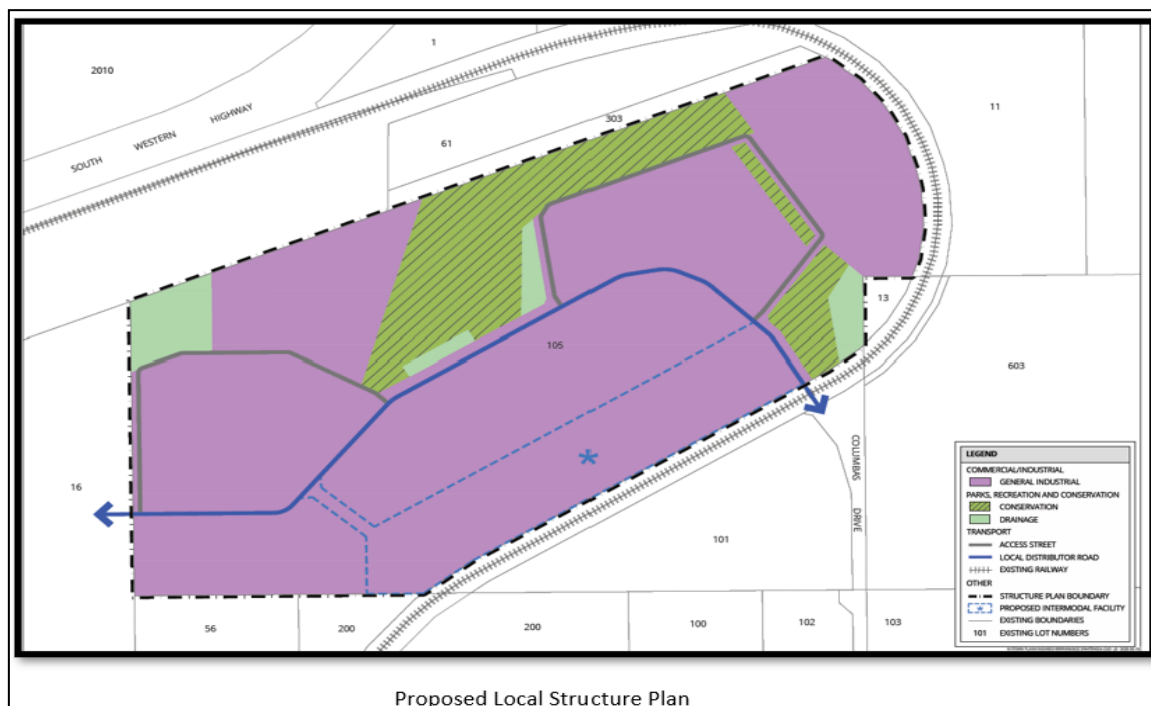 2010
1
11
SOUTH WESTERN HIGHWAY
303
61
13
105
603
16
COLUMBAS DRIVE
101
56
200
200
100
102
103
LEGEND
COMMERCIAL/INDUSTRIAL
GENERAL INDUSTRIAL
PARKS, RECREATION AND CONSERVATION
CONSERVATION
DRAINAGE
TRANSPORT
ACCESS STREET
LOCAL DISTRIBUTOR ROAD
EXISTING RAILWAY
OTHER
STRUCTURE PLAN BOUNDARY
* PROPOSED INTERMODAL FACILITY
EXISTING BOUNDARIES
101 EXISTING LOT NUMBERS
Proposed Local Structure Plan